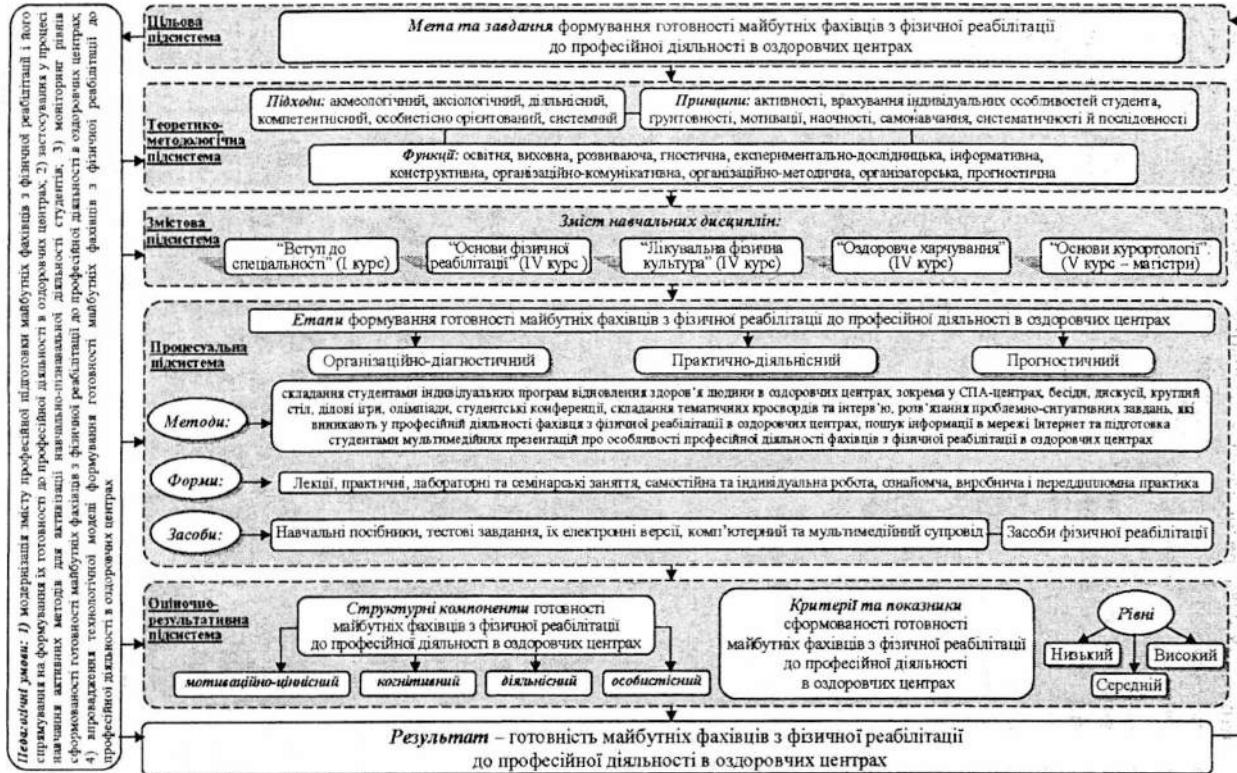 Педагогічні умови: 1) модернізація змісту професійної підготовки майбутніх фахівців з фізичної реабілітації і його
спрямування на формування їх готовності до професійної діяльності в оздоровчих центрах; 2) застосування у процесі
навчання активних методів для активізації навчально-пізнавальної діяльності студентів; 3) моніторинг рівня
сформованості готовності майбутніх фахівців з фізичної реабілітації до професійної діяльності в оздоровчих центрах;
4) впровадження технологічної моделі формування готовності майбутніх фахівців з фізичної реабілітації до
професійної діяльності в оздоровчих центрах
Цільова
підсистема
Мета та завдання формування готовності майбутніх фахівців з фізичної реабілітації
до професійної діяльності в оздоровчих центрах
Теоретико-
методологічна
підсистема
Підходи: акмеологічний, аксіологічний, діяльнісний,
компетентнісний, особистісно орієнтований, системний
Принципи: активності, врахування індивідуальних особливостей студента,
ґрунтовності, мотивації, наочності, самонавчання, систематичності й послідовності
Функції: освітня, виховна, розвиваюча, гностична, експериментально-дослідницька, інформативна,
конструктивна, організаційно-комунікативна, організаційно-методична, організаторська, прогностична
Змістова
підсистема
Зміст навчальних дисциплін:
“Вступ до
спеціальності” (I курс)
“Основи фізичної
реабілітації” (IV курс )
“Лікувальна фізична
культура” (IV курс)
“Оздоровче харчування”
(IV курс)
“Основи курортології”.
(V курс – магістри)
Процесуальна
підсистема
Етапи формування готовності майбутніх фахівців з фізичної реабілітації до професійної діяльності в оздоровчих центрах
Організаційно-діагностичний
Практично-діяльнісний
Прогностичний
Методи:
складання студентами індивідуальних програм відновлення здоров’я людини в оздоровчих центрах, зокрема у СПА-центрах, бесіди, дискусії, круглий
стіл, ділові ігри, олімпіади, студентські конференції, складання тематичних кросвордів та інтерв’ю, розв’язання проблемно-ситуативних завдань, які
виникають у професійній діяльності фахівця з фізичної реабілітації в оздоровчих центрах, пошук інформації в мережі Інтернет та підготовка
студентами мультимедійних презентацій про особливості професійної діяльності фахівців з фізичної реабілітації в оздоровчих центрах
Форми:
Лекції, практичні, лабораторні та семінарські заняття, самостійна та індивідуальна робота, ознайомча, виробнича і переддипломна практика
Засоби:
Навчальні посібники, тестові завдання, їх електронні версії, комп’ютерний та мультимедійний супровід
Засоби фізичної реабілітації
Оціночно-
результативна
підсистема
Структурні компоненти готовності
майбутніх фахівців з фізичної реабілітації
до професійної діяльності в оздоровчих центрах
мотиваційно-ціннісний
когнітивний
діяльнісний
особистісний
Критерії та показники
сформованості готовності
майбутніх фахівців з фізичної реабілітації
до професійної діяльності
в оздоровчих центрах
Рівні
Низький
Високий
Середній
Результат – готовність майбутніх фахівців з фізичної реабілітації
до професійної діяльності в оздоровчих центрах